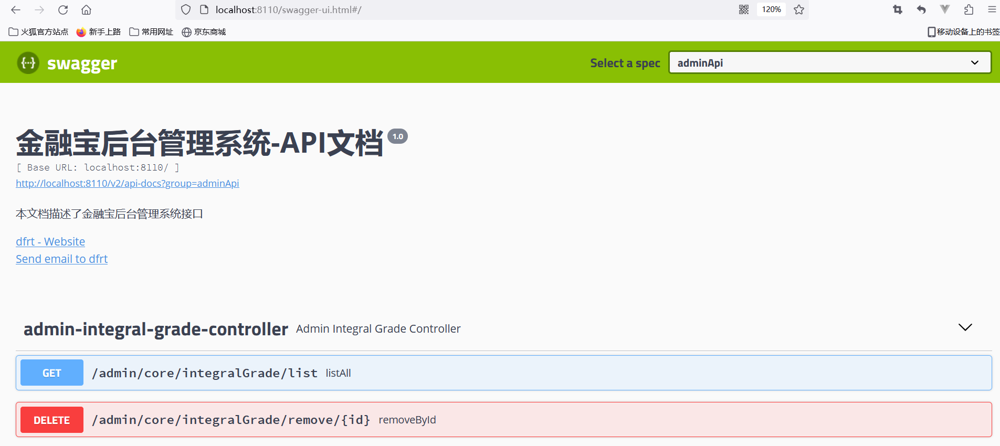 localhost:8110/swagger-ui.html#/
120%
火狐官方站点 新手上路 常用网址 京东商城 移动设备上的书签
{···} swagger
Select a spec adminApi
金融宝后台管理系统-API文档 1.0
[ Base URL: localhost:8110/ ]
http://localhost:8110/v2/api-docs?group=adminApi
本文档描述了金融宝后台管理系统接口
dfrt - Website
Send email to dfrt
admin-integral-grade-controller Admin Integral Grade Controller
GET /admin/core/integralGrade/list listAll
DELETE /admin/core/integralGrade/remove/{id} removeById